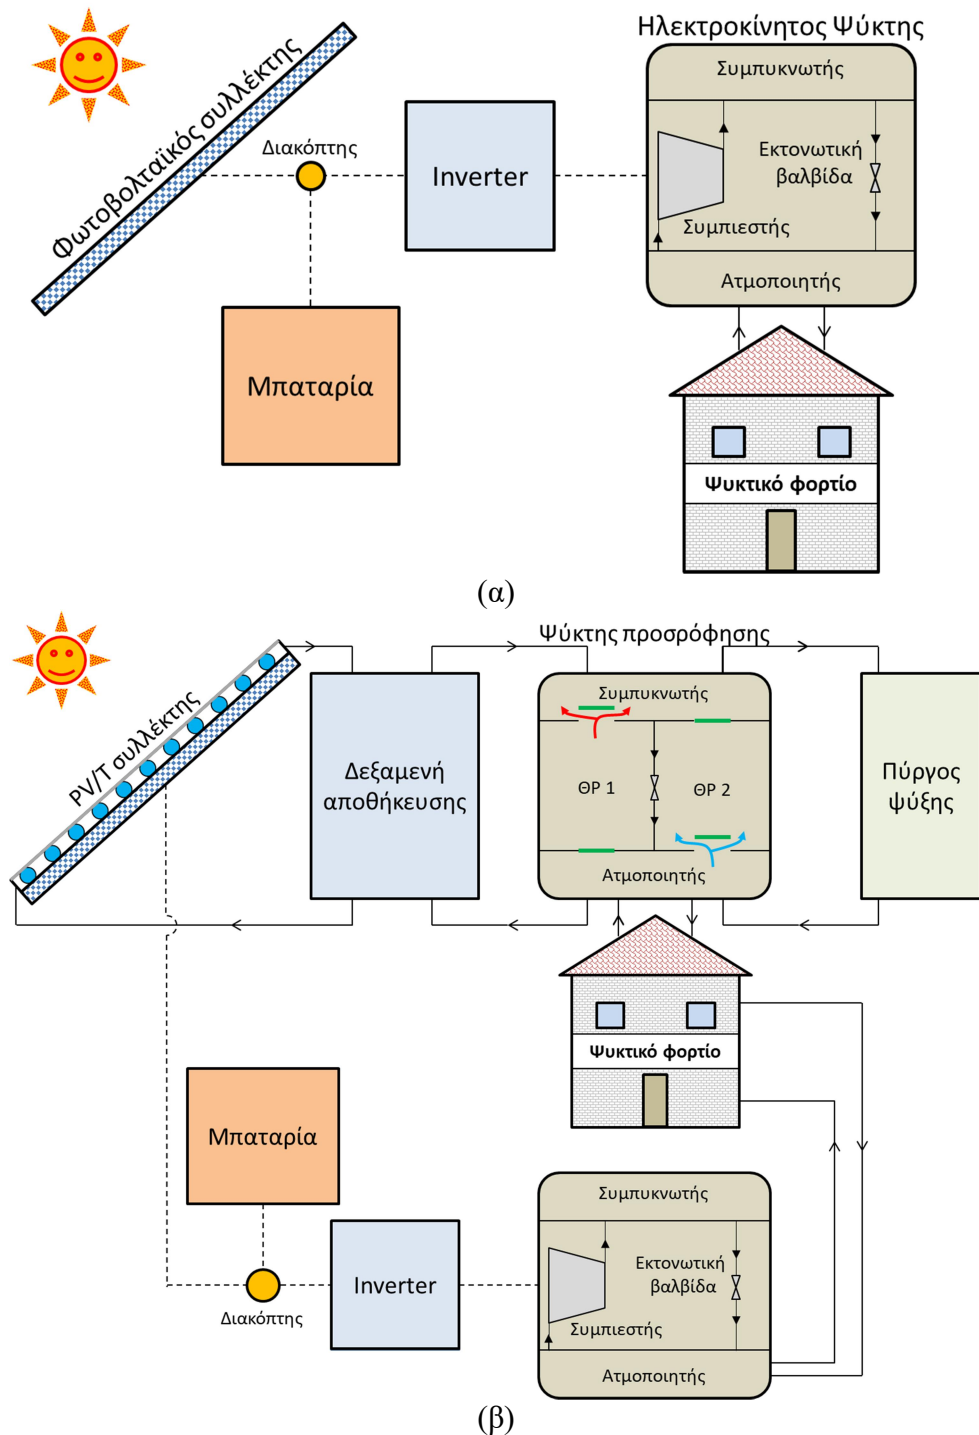 Ηλεκτροκίνητος Ψύκτης
Φωτοβολταϊκός συλλέκτης
Συμπυκνωτής
Διακόπτης
Inverter
Εκτονωτική
βαλβίδα
Συμπιεστής
Ατμοποιητής
Μπαταρία
Ψυκτικό φορτίο
(α)
Ψύκτης προσρόφησης
PV/T συλλέκτης
Συμπυκνωτής
Δεξαμενή
αποθήκευσης
ΘΡ 1
ΘΡ 2
Πύργος
ψύξης
Ατμοποιητής
Ψυκτικό φορτίο
Μπαταρία
Συμπυκνωτής
Inverter
Εκτονωτική
βαλβίδα
Διακόπτης
Συμπιεστής
Ατμοποιητής
(β)